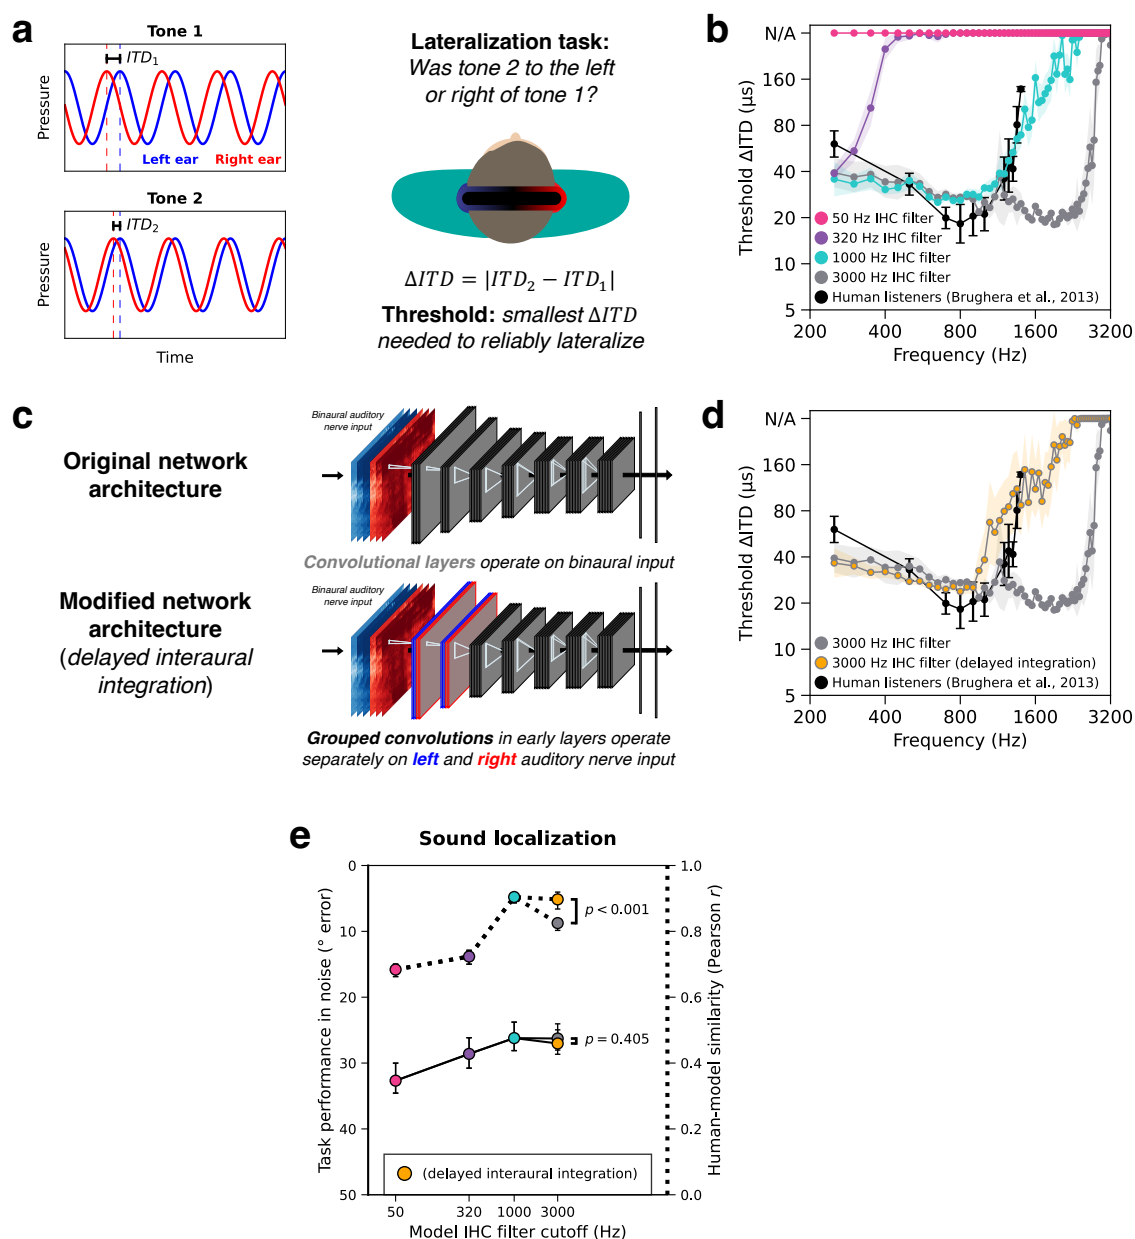 a
Tone 1
ITD1
Pressure
Left ear
Right ear
Tone 2
ITD2
Pressure
Time
Lateralization task:
Was tone 2 to the left
or right of tone 1?
ΔITD = |ITD2 − ITD1|
Threshold: smallest ΔITD
needed to reliably lateralize
b
Threshold ΔITD (μs)
N/A
160
80
40
20
10
5
50 Hz IHC filter
320 Hz IHC filter
1000 Hz IHC filter
3000 Hz IHC filter
Human listeners (Brughera et al., 2013)
200 400 800 1600 3200
Frequency (Hz)
c
Original network
architecture
Binaural auditory
nerve input
Convolutional layers operate on binaural input
Modified network
architecture
(delayed interaural
integration)
Binaural auditory
nerve input
Grouped convolutions in early layers operate
separately on left and right auditory nerve input
d
Threshold ΔITD (μs)
N/A
160
80
40
20
10
5
3000 Hz IHC filter
3000 Hz IHC filter (delayed integration)
Human listeners (Brughera et al., 2013)
200 400 800 1600 3200
Frequency (Hz)
e
Sound localization
Task performance in noise (° error)
0
10
20
30
40
50
p < 0.001
p = 0.405
(delayed interaural integration)
50 320 1000 3000
Model IHC filter cutoff (Hz)
1.0
0.8
0.6
0.4
0.2
0.0
Human-model similarity (Pearson r)